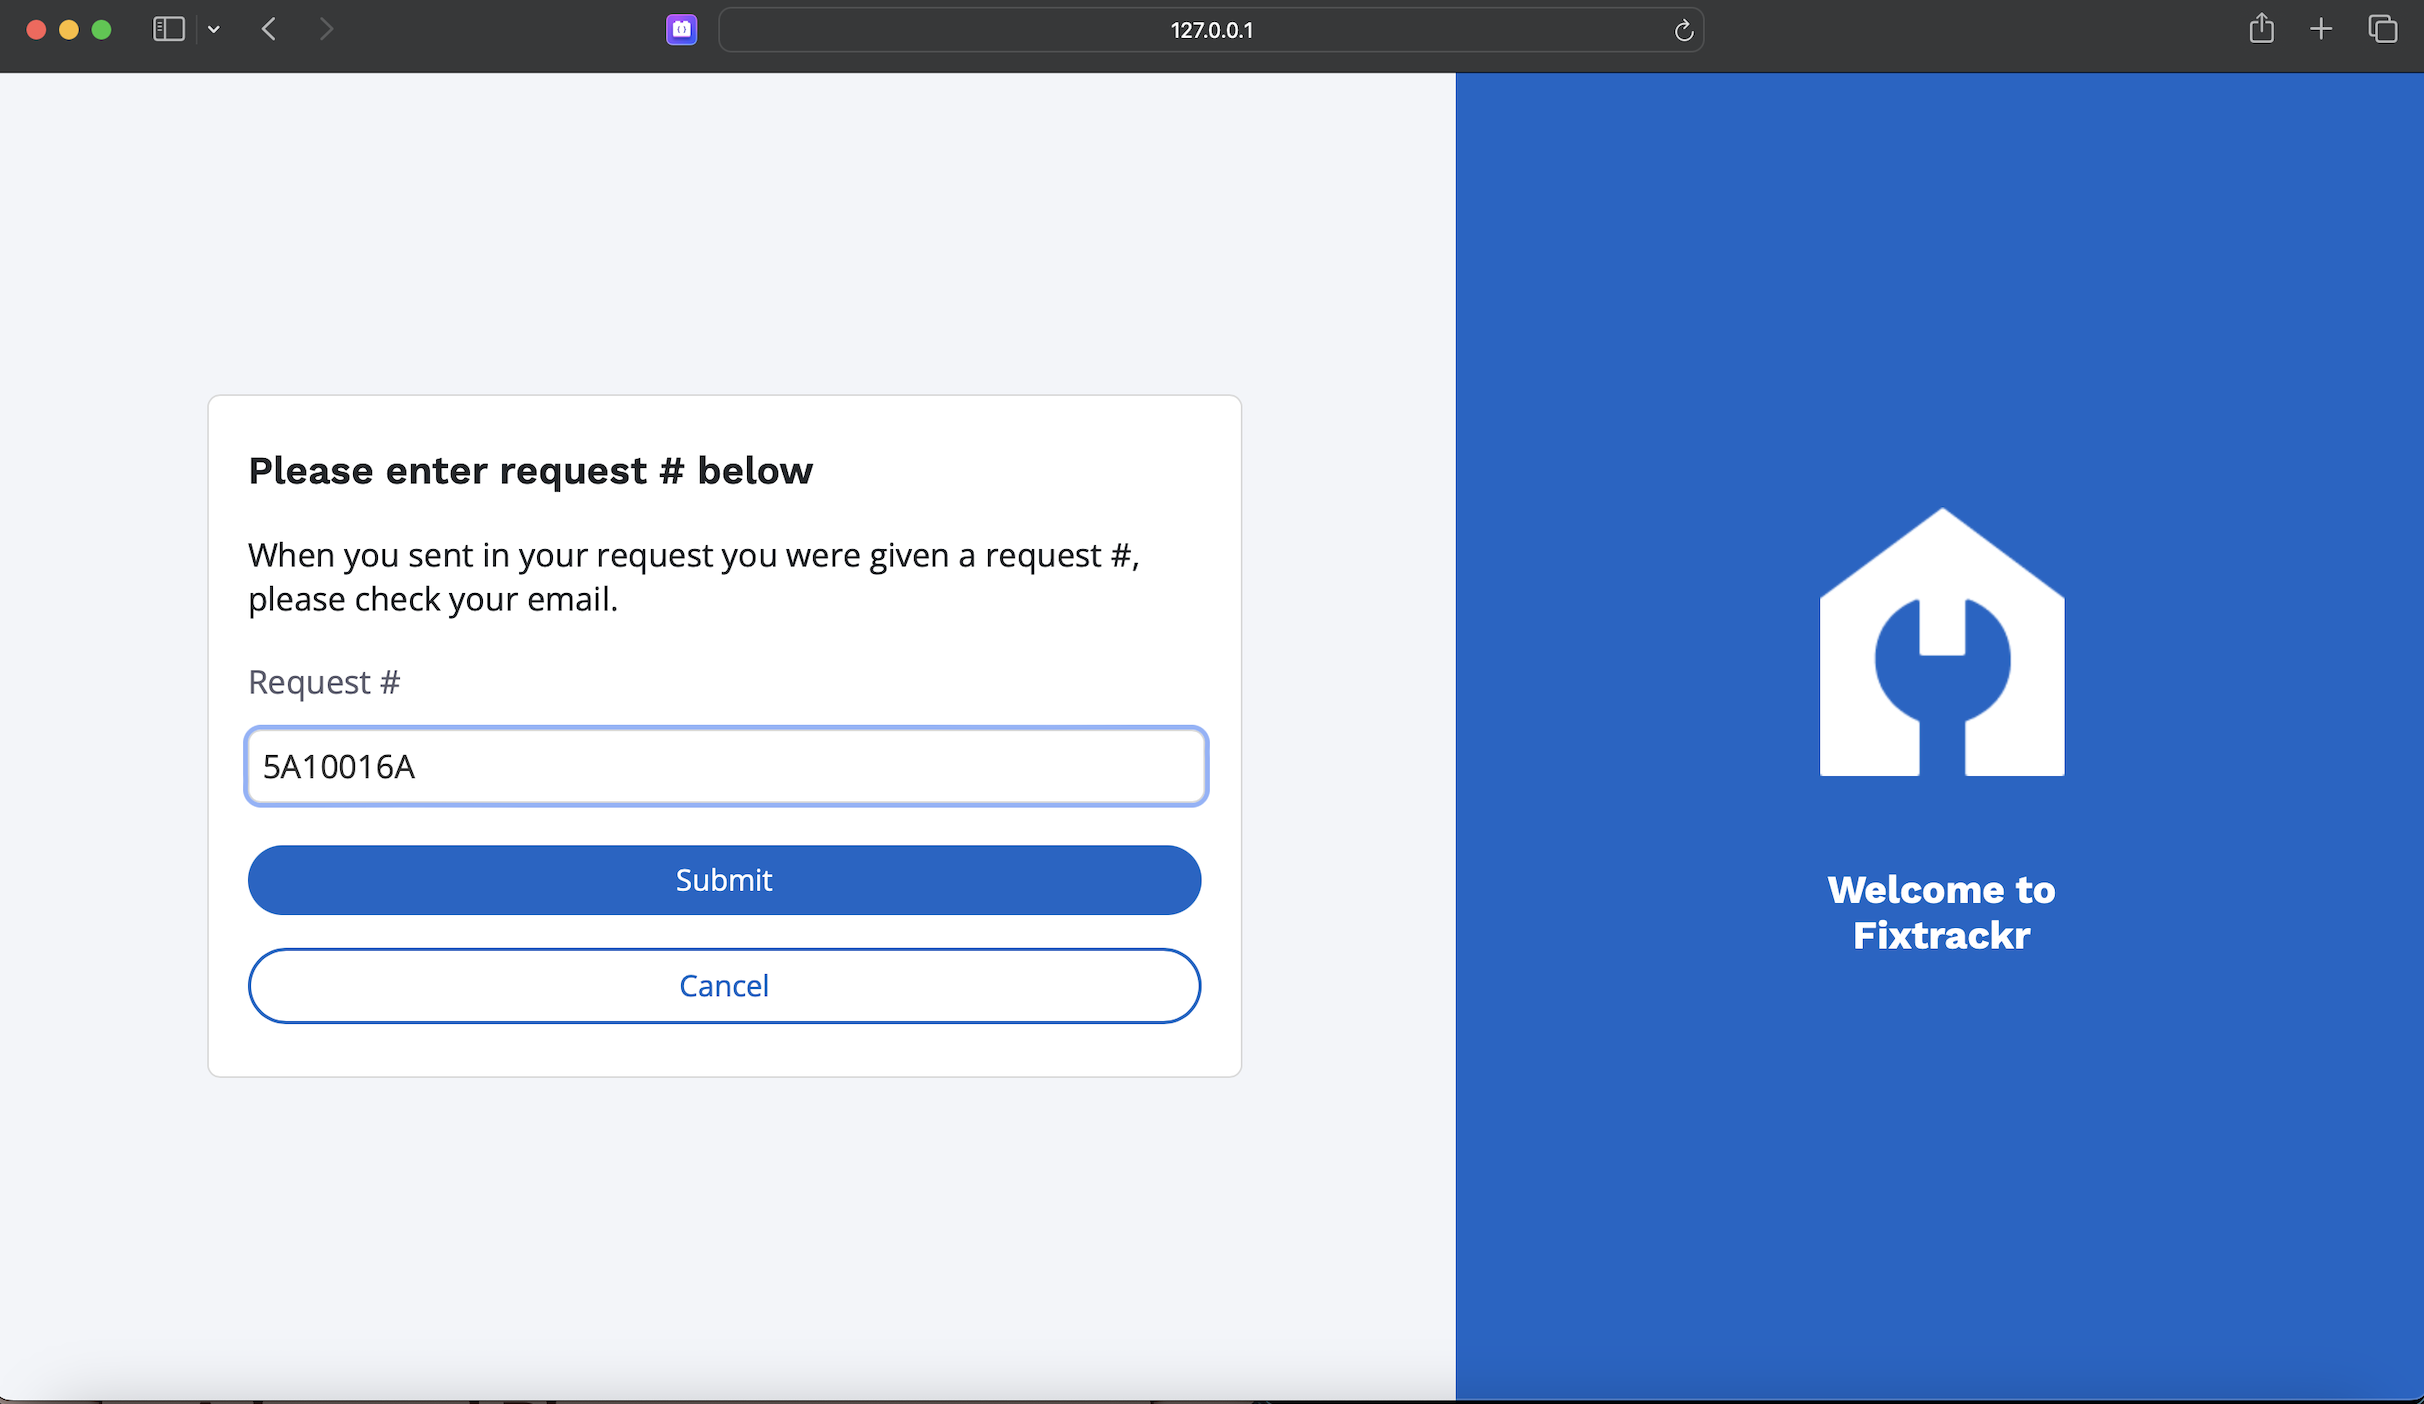 127.0.0.1
Please enter request # below
When you sent in your request you were given a request #,
please check your email.
Request #
5A10016A
Submit
Cancel
Welcome to
Fixtrackr